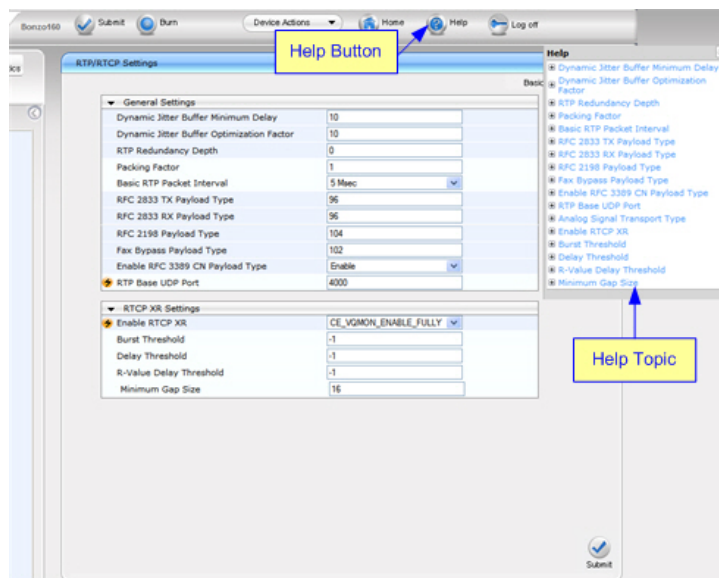 Bonzo160
Submit
Burn
Device Actions
Home
Help
Log off
Help Button
ics
RTP/RTCP Settings
Basic
General Settings
Dynamic Jitter Buffer Minimum Delay
10
Dynamic Jitter Buffer Optimization Factor
10
RTP Redundancy Depth
0
Packing Factor
1
Basic RTP Packet Interval
5 Msec
RFC 2833 TX Payload Type
96
RFC 2833 RX Payload Type
96
RFC 2198 Payload Type
104
Fax Bypass Payload Type
102
Enable RFC 3389 CN Payload Type
Enable
RTP Base UDP Port
4000
RTCP XR Settings
Enable RTCP XR
CE_VQMON_ENABLE_FULLY
Burst Threshold
-1
Delay Threshold
-1
R-Value Delay Threshold
-1
Minimum Gap Size
16
Submit
Help
Dynamic Jitter Buffer Minimum Delay
Dynamic Jitter Buffer Optimization
Factor
RTP Redundancy Depth
Packing Factor
Basic RTP Packet Interval
RFC 2833 TX Payload Type
RFC 2833 RX Payload Type
RFC 2198 Payload Type
Fax Bypass Payload Type
Enable RFC 3389 CN Payload Type
RTP Base UDP Port
Analog Signal Transport Type
Enable RTCP XR
Burst Threshold
Delay Threshold
R-Value Delay Threshold
Minimum Gap Size
Help Topic